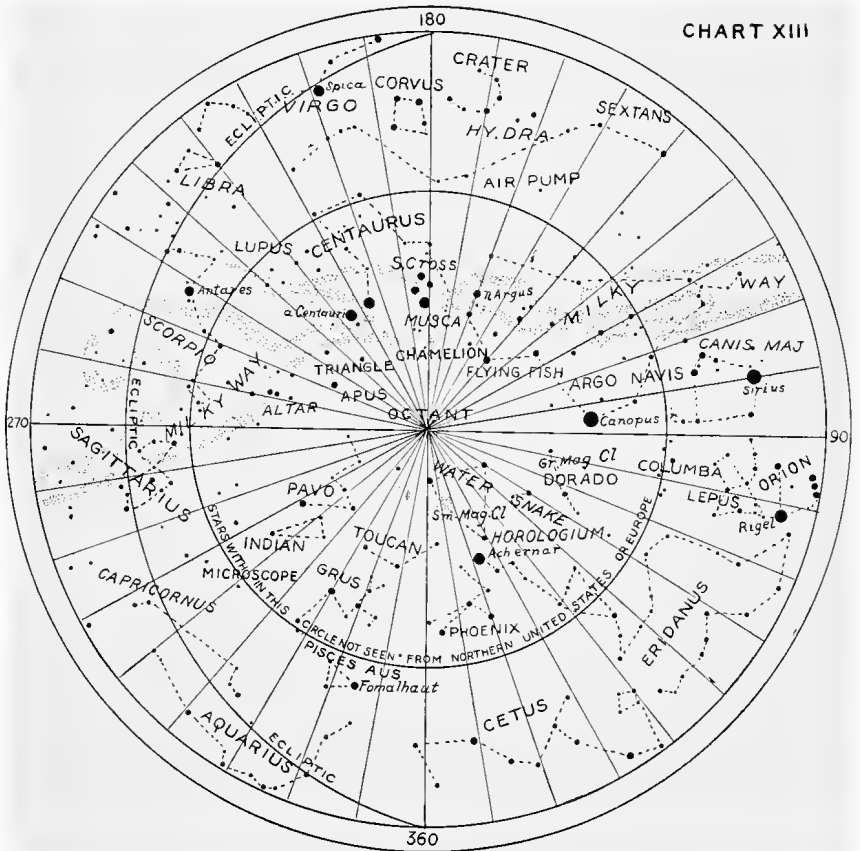 180
CHART XIII
CRATER
ECLIPTIC
Spica
CORVUS
VIRGO
SEXTANS
HYDRA
LIBRA
AIR PUMP
CENTAURUS
LUPUS
S.CROSS
Antares
η Argus
MILKY WAY
α Centauri
MUSCA
SCORPIO
CANIS MAJ
TRIANGLE
CHAMELION
FLYING FISH
ARGO NAVIS
Sirius
MILKY WAY
ALTAR
APUS
ECLIPTIC
OCTANT
Canopus
270
90
SAGITTARIUS
WATER SNAKE
Gr. Mag Cl
COLUMBA
ORION
DORADO
LEPUS
PAVO
Sm. Mag. Cl
Rigel
INDIAN
TOUCAN
HOROLOGIUM
Achernar
MICROSCOPE
GRUS
CAPRICORNUS
ERIDANUS
PHOENIX
STARS WITHIN THIS CIRCLE NOT SEEN FROM NORTHERN UNITED STATES OR EUROPE
PISCES AUS
Fomalhaut
CETUS
AQUARIUS
ECLIPTIC
360